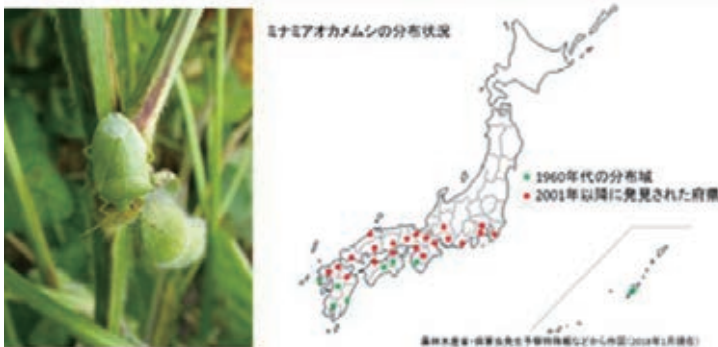 ミナミアオカメムシの分布状況
1960年代の分布域
2001年以降に発見された府県
農林水産省・病害虫発生予察特殊報などから作図(2018年1月現在)